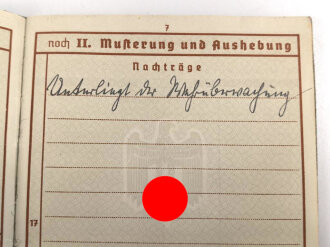 7
noch II. Musterung und Aushebung
Nachträge
Unterliegt der Wehrüberwachung
17